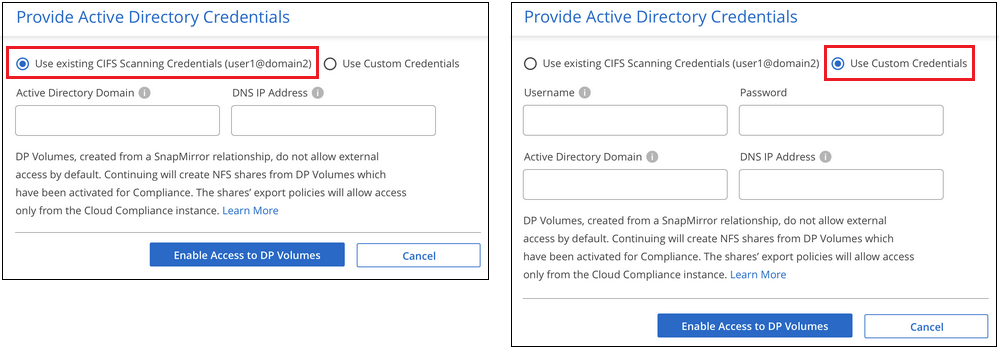 Provide Active Directory Credentials
Use existing CIFS Scanning Credentials (user1@domain2) Use Custom Credentials
Active Directory Domain i DNS IP Address i
DP Volumes, created from a SnapMirror relationship, do not allow external
access by default. Continuing will create NFS shares from DP Volumes which
have been activated for Compliance. The shares' export policies will allow access
only from the Cloud Compliance instance. Learn More
Enable Access to DP Volumes Cancel
Provide Active Directory Credentials
Use existing CIFS Scanning Credentials (user1@domain2) Use Custom Credentials
Username i Password
Active Directory Domain i DNS IP Address i
DP Volumes, created from a SnapMirror relationship, do not allow external
access by default. Continuing will create NFS shares from DP Volumes which
have been activated for Compliance. The shares' export policies will allow access
only from the Cloud Compliance instance. Learn More
Enable Access to DP Volumes Cancel